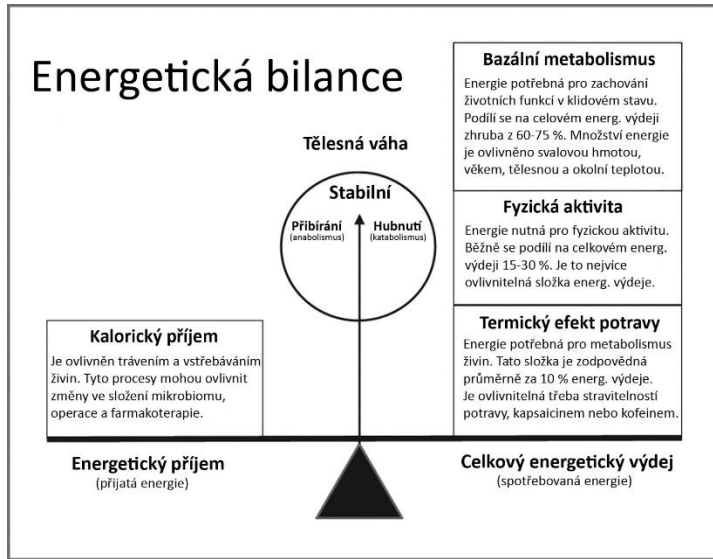 Energetická bilance
Tělesná váha
Stabilní
Přibírání
(anabolismus)
Hubnutí
(katabolismus)
Kalorický příjem
Je ovlivněn trávením a vstřebáváním
živin. Tyto procesy mohou ovlivnit
změny ve složení mikrobiomu,
operace a farmakoterapie.
Energetický příjem
(přijatá energie)
Bazální metabolismus
Energie potřebná pro zachování
životních funkcí v klidovém stavu.
Podílí se na celovém energ. výdeji
zhruba z 60-75 %. Množství energie
je ovlivněno svalovou hmotou,
věkem, tělesnou a okolní teplotou.
Fyzická aktivita
Energie nutná pro fyzickou aktivitu.
Běžně se podílí na celkovém energ.
výdeji 15-30 %. Je to nejvíce
ovlivnitelná složka energ. výdeje.
Termický efekt potravy
Energie potřebná pro metabolismus
živin. Tato složka je zodpovědná
průměrně za 10 % energ. výdeje.
Je ovlivnitelná třeba stravitelností
potravy, kapsaicinem nebo kofeinem.
Celkový energetický výdej
(spotřebovaná energie)